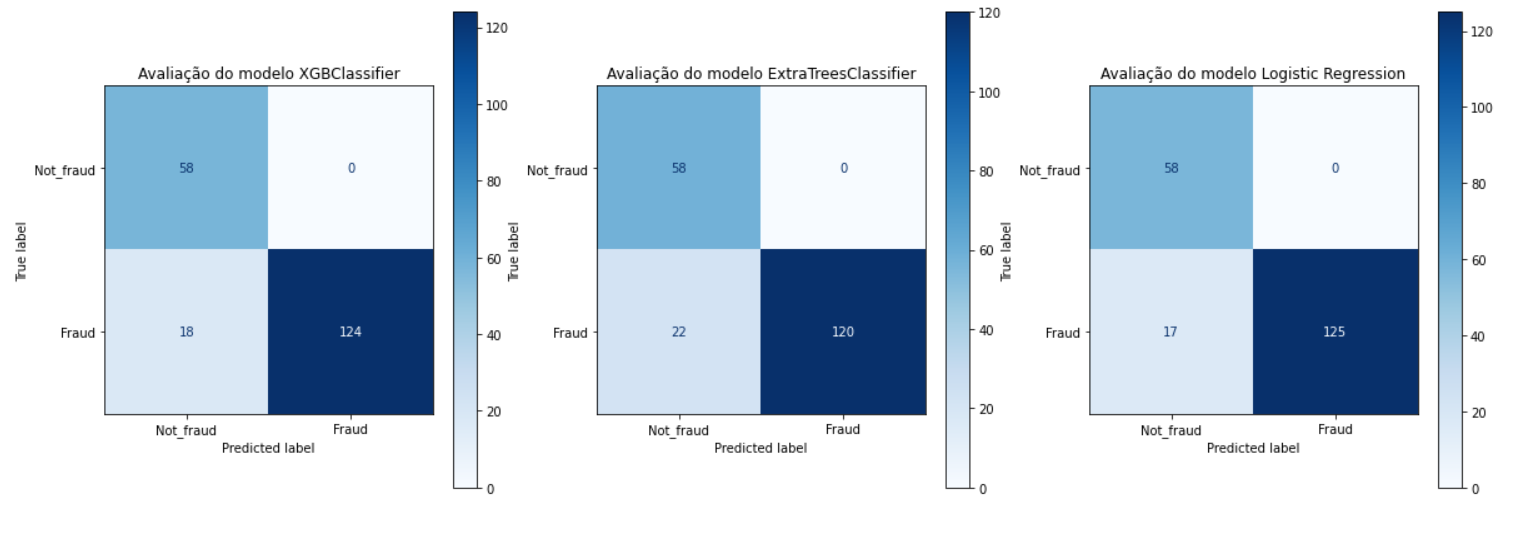 Avaliação do modelo XGBClassifier
True label
Not_fraud
58
0
Fraud
18
124
Not_fraud
Fraud
Predicted label
120
100
80
60
40
20
0
Avaliação do modelo ExtraTreesClassifier
True label
Not_fraud
58
0
Fraud
22
120
Not_fraud
Fraud
Predicted label
120
100
80
60
40
20
0
Avaliação do modelo Logistic Regression
True label
Not_fraud
58
0
Fraud
17
125
Not_fraud
Fraud
Predicted label
120
100
80
60
40
20
0